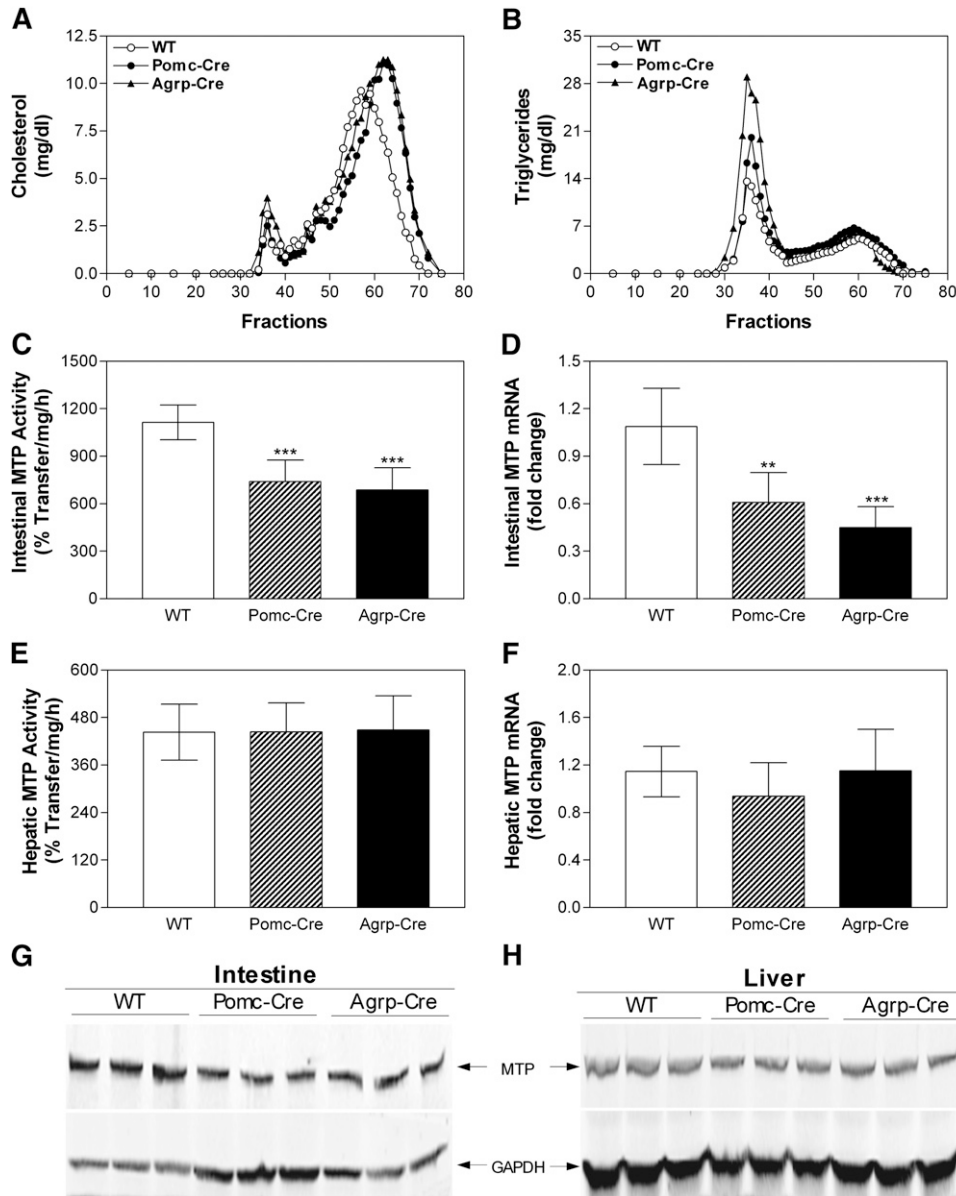 A
12.5
10.0
7.5
5.0
2.5
0.0
Cholesterol
(mg/dl)
WT
Pomc-Cre
Agrp-Cre
0 10 20 30 40 50 60 70 80
Fractions
B
35
28
21
14
7
0
Triglycerides
(mg/dl)
WT
Pomc-Cre
Agrp-Cre
0 10 20 30 40 50 60 70 80
Fractions
C
1500
1200
900
600
300
0
Intestinal MTP Activity
(% Transfer/mg/h)
*** ***
WT Pomc-Cre Agrp-Cre
D
1.5
1.2
0.9
0.6
0.3
0.0
Intestinal MTP mRNA
(fold change)
** ***
WT Pomc-Cre Agrp-Cre
E
600
480
360
240
120
0
Hepatic MTP Activity
(% Transfer/mg/h)
WT Pomc-Cre Agrp-Cre
F
2.0
1.6
1.2
0.8
0.4
0.0
Hepatic MTP mRNA
(fold change)
WT Pomc-Cre Agrp-Cre
G
Intestine
WT Pomc-Cre Agrp-Cre
H
Liver
WT Pomc-Cre Agrp-Cre
MTP
GAPDH